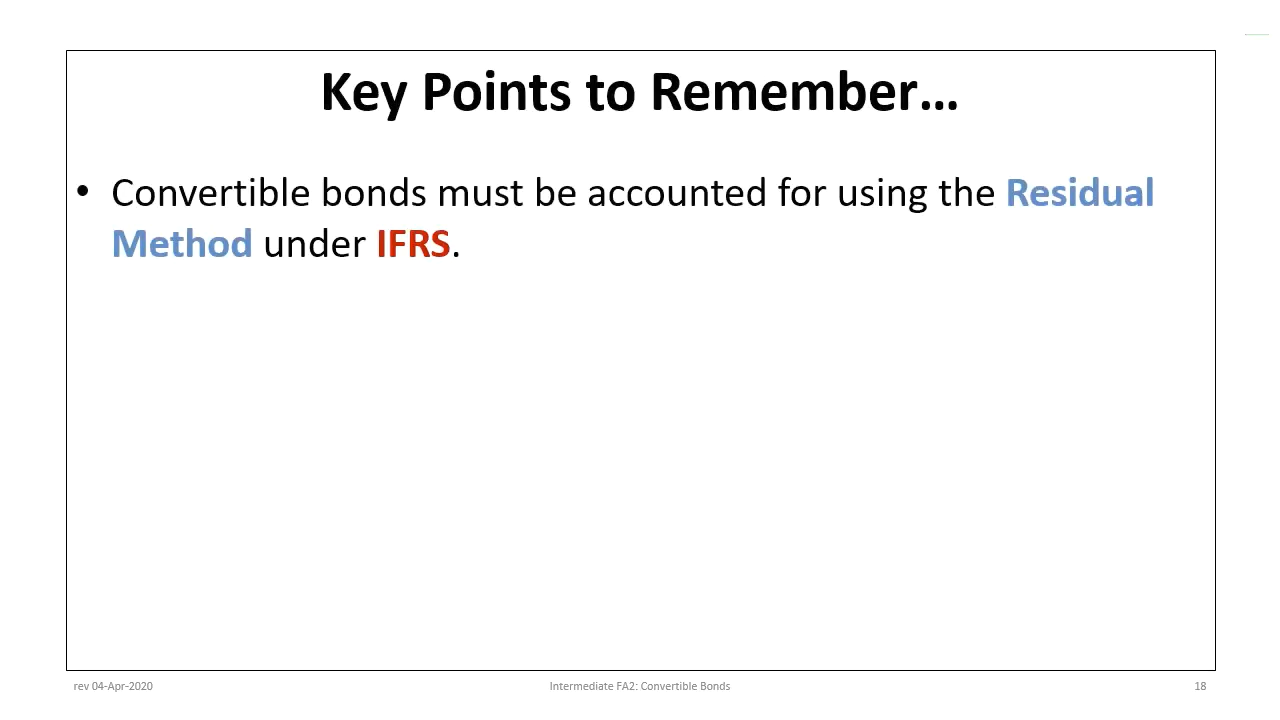 Key Points to Remember…
• Convertible bonds must be accounted for using the Residual
Method under IFRS.
rev 04-Apr-2020
Intermediate FA2: Convertible Bonds
18